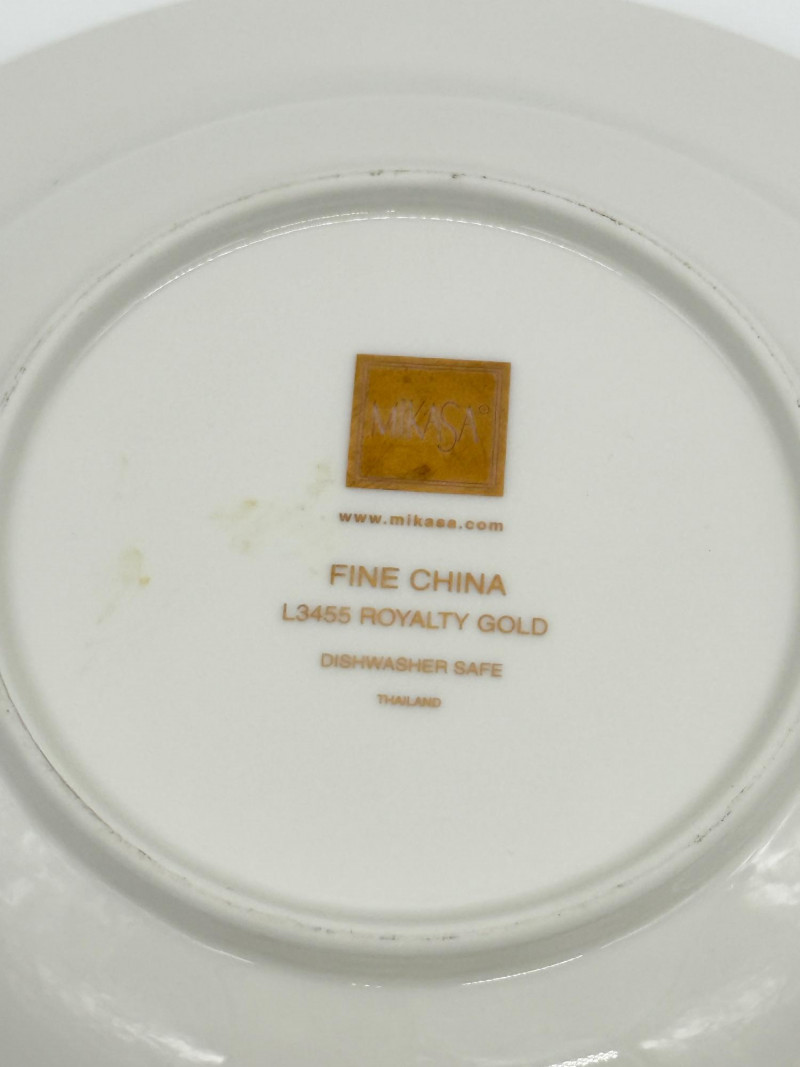 MIKASA®
www.mikasa.com
FINE CHINA
L3455 ROYALTY GOLD
DISHWASHER SAFE
THAILAND